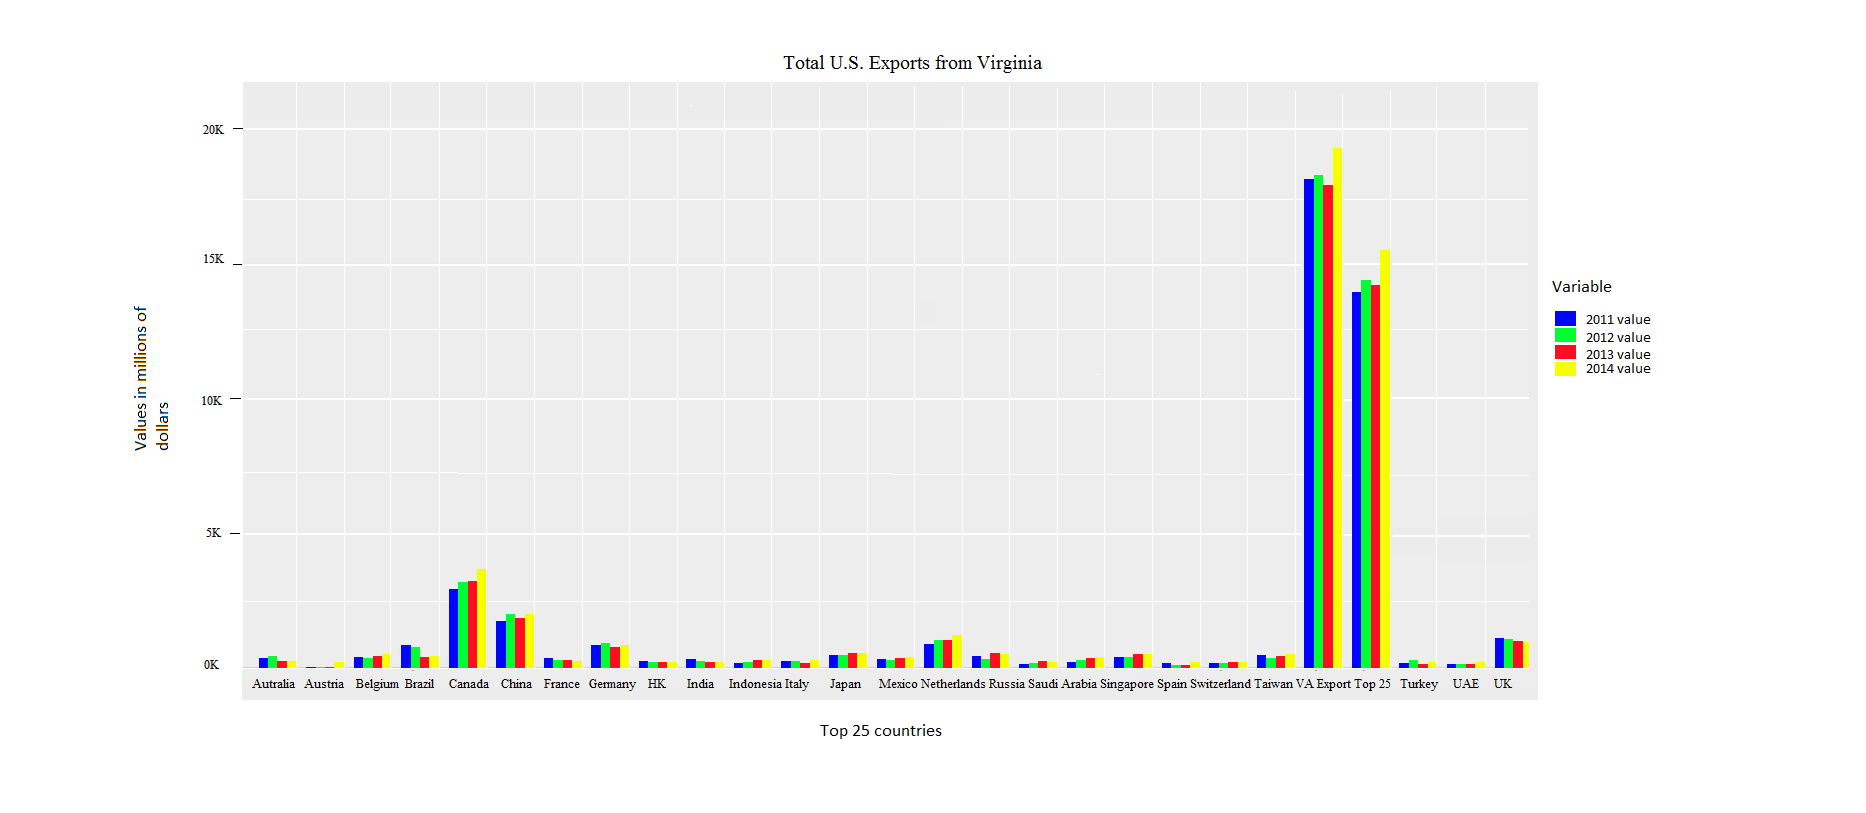 Total U.S. Exports from Virginia
20K
15K
10K
5K
0K
Values in millions of
dollars
Autralia Austria Belgium Brazil Canada China France Germany HK India Indonesia Italy Japan Mexico Netherlands Russia Saudi Arabia Singapore Spain Switzerland Taiwan VA Export Top 25 Turkey UAE UK
Top 25 countries
Variable
2011 value
2012 value
2013 value
2014 value